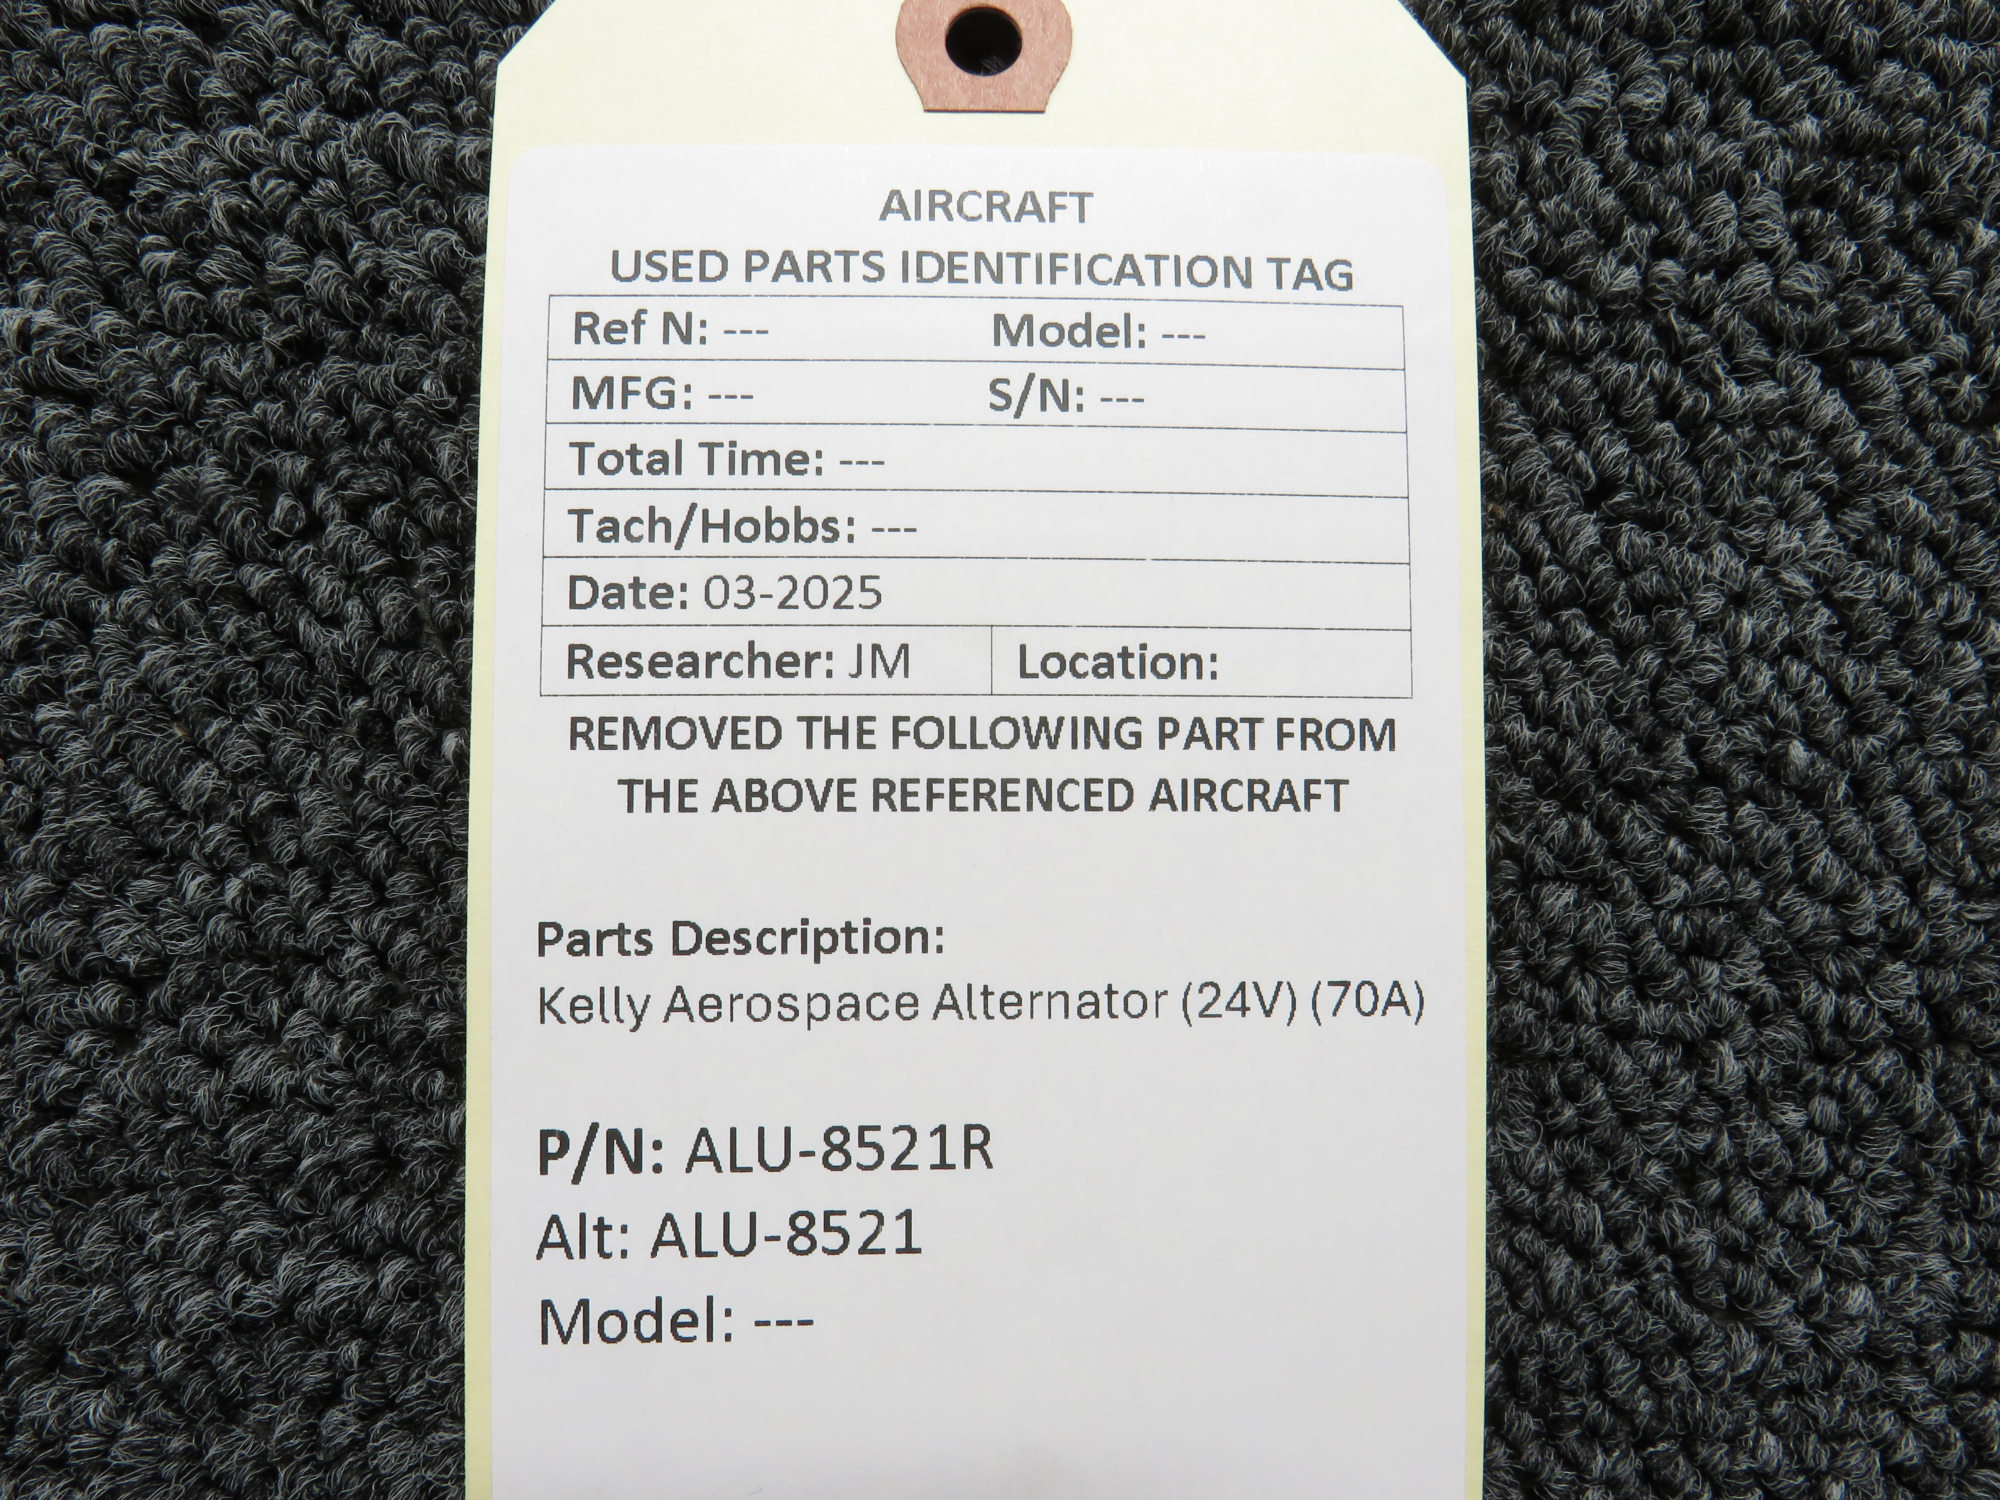 AIRCRAFT
USED PARTS IDENTIFICATION TAG
Ref N: --- Model: ---
MFG: --- S/N: ---
Total Time: ---
Tach/Hobbs: ---
Date: 03-2025
Researcher: JM Location:
REMOVED THE FOLLOWING PART FROM
THE ABOVE REFERENCED AIRCRAFT
Parts Description:
Kelly Aerospace Alternator (24V) (70A)
P/N: ALU-8521R
Alt: ALU-8521
Model: ---